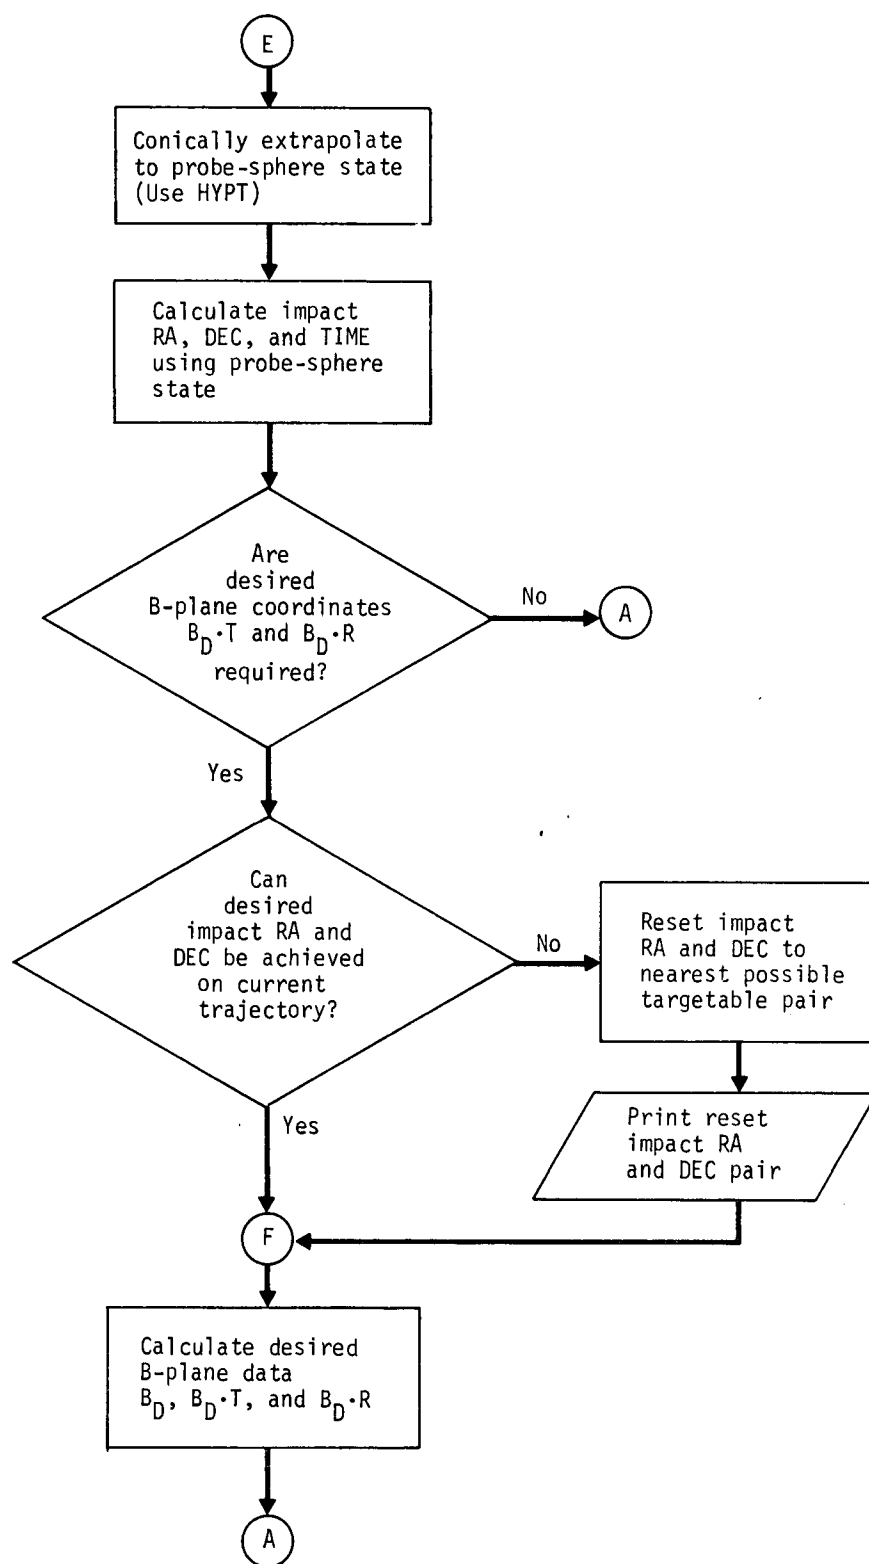 E
Conically extrapolate
to probe-sphere state
(Use HYPT)
Calculate impact
RA, DEC, and TIME
using probe-sphere
state
Are
desired
B-plane coordinates
B_D·T and B_D·R
required?
No
A
Yes
Can
desired
impact RA and
DEC be achieved
on current
trajectory?
No
Reset impact
RA and DEC to
nearest possible
targetable pair
Print reset
impact RA
and DEC pair
Yes
F
Calculate desired
B-plane data
B_D, B_D·T, and B_D·R
A